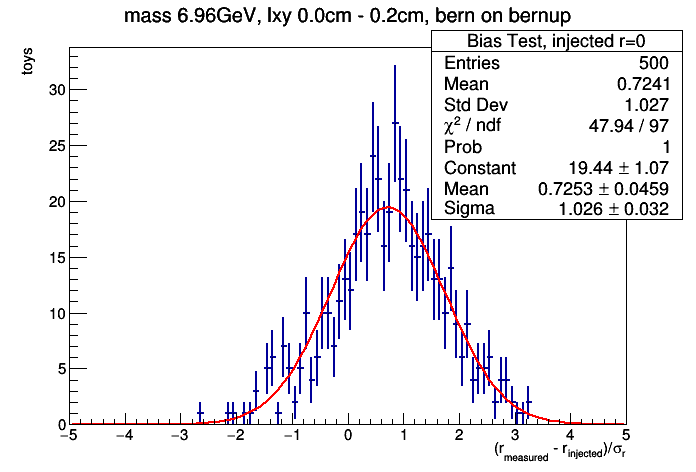 mass 6.96GeV, lxy 0.0cm - 0.2cm, bern on bernup
toys
Bias Test, injected r=0
Entries 500
Mean 0.7241
Std Dev 1.027
χ² / ndf 47.94 / 97
Prob 1
Constant 19.44 ± 1.07
Mean 0.7253 ± 0.0459
Sigma 1.026 ± 0.032
30
25
20
15
10
5
0
−5 −4 −3 −2 −1 0 1 2 3 4 5
(r_measured - r_injected)/σ_r